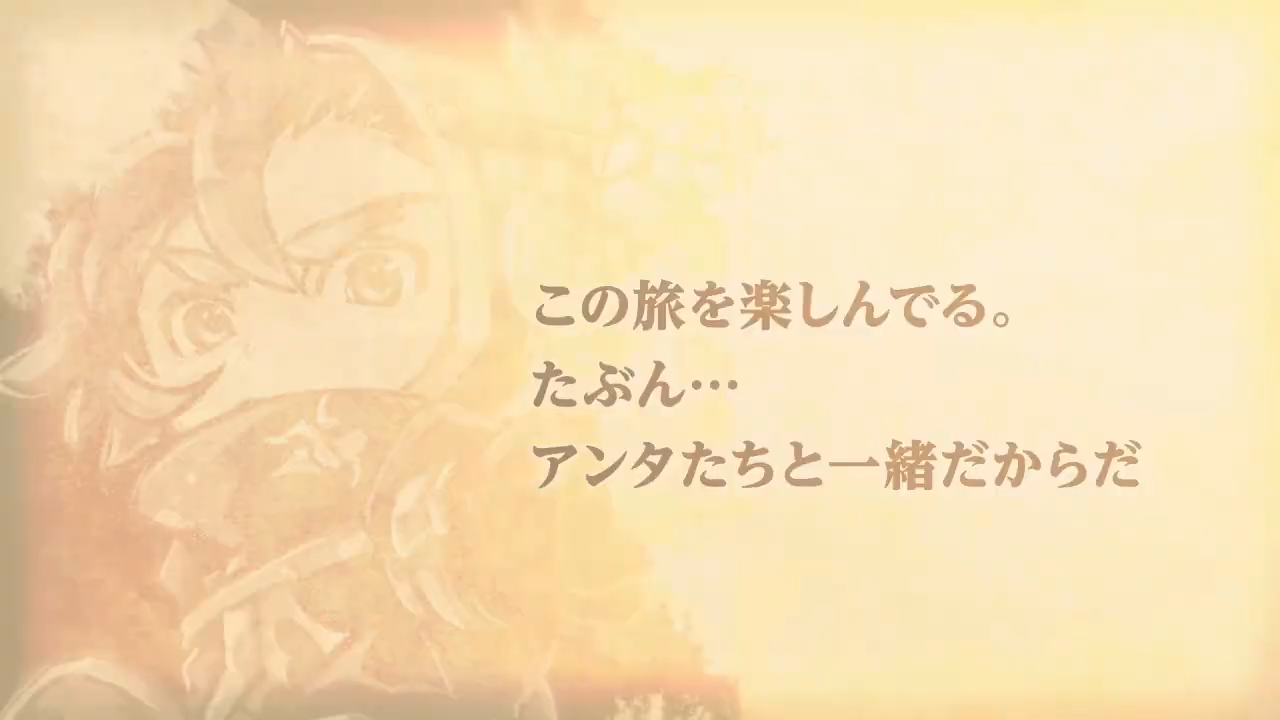 この旅を楽しんでる。
たぶん…
アンタたちと一緒だからだ